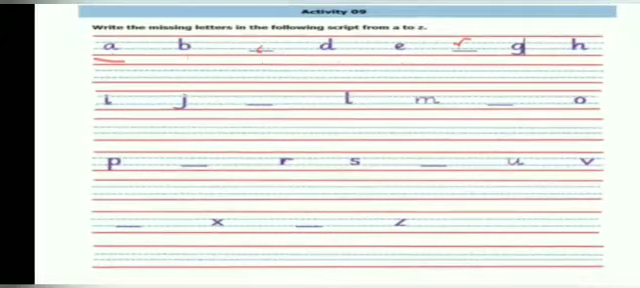 Activity 09
Write the missing letters in the following script from a to z.
a b c d e f g h
i j _ l m _ o
p _ r s _ u v
_ x _ z